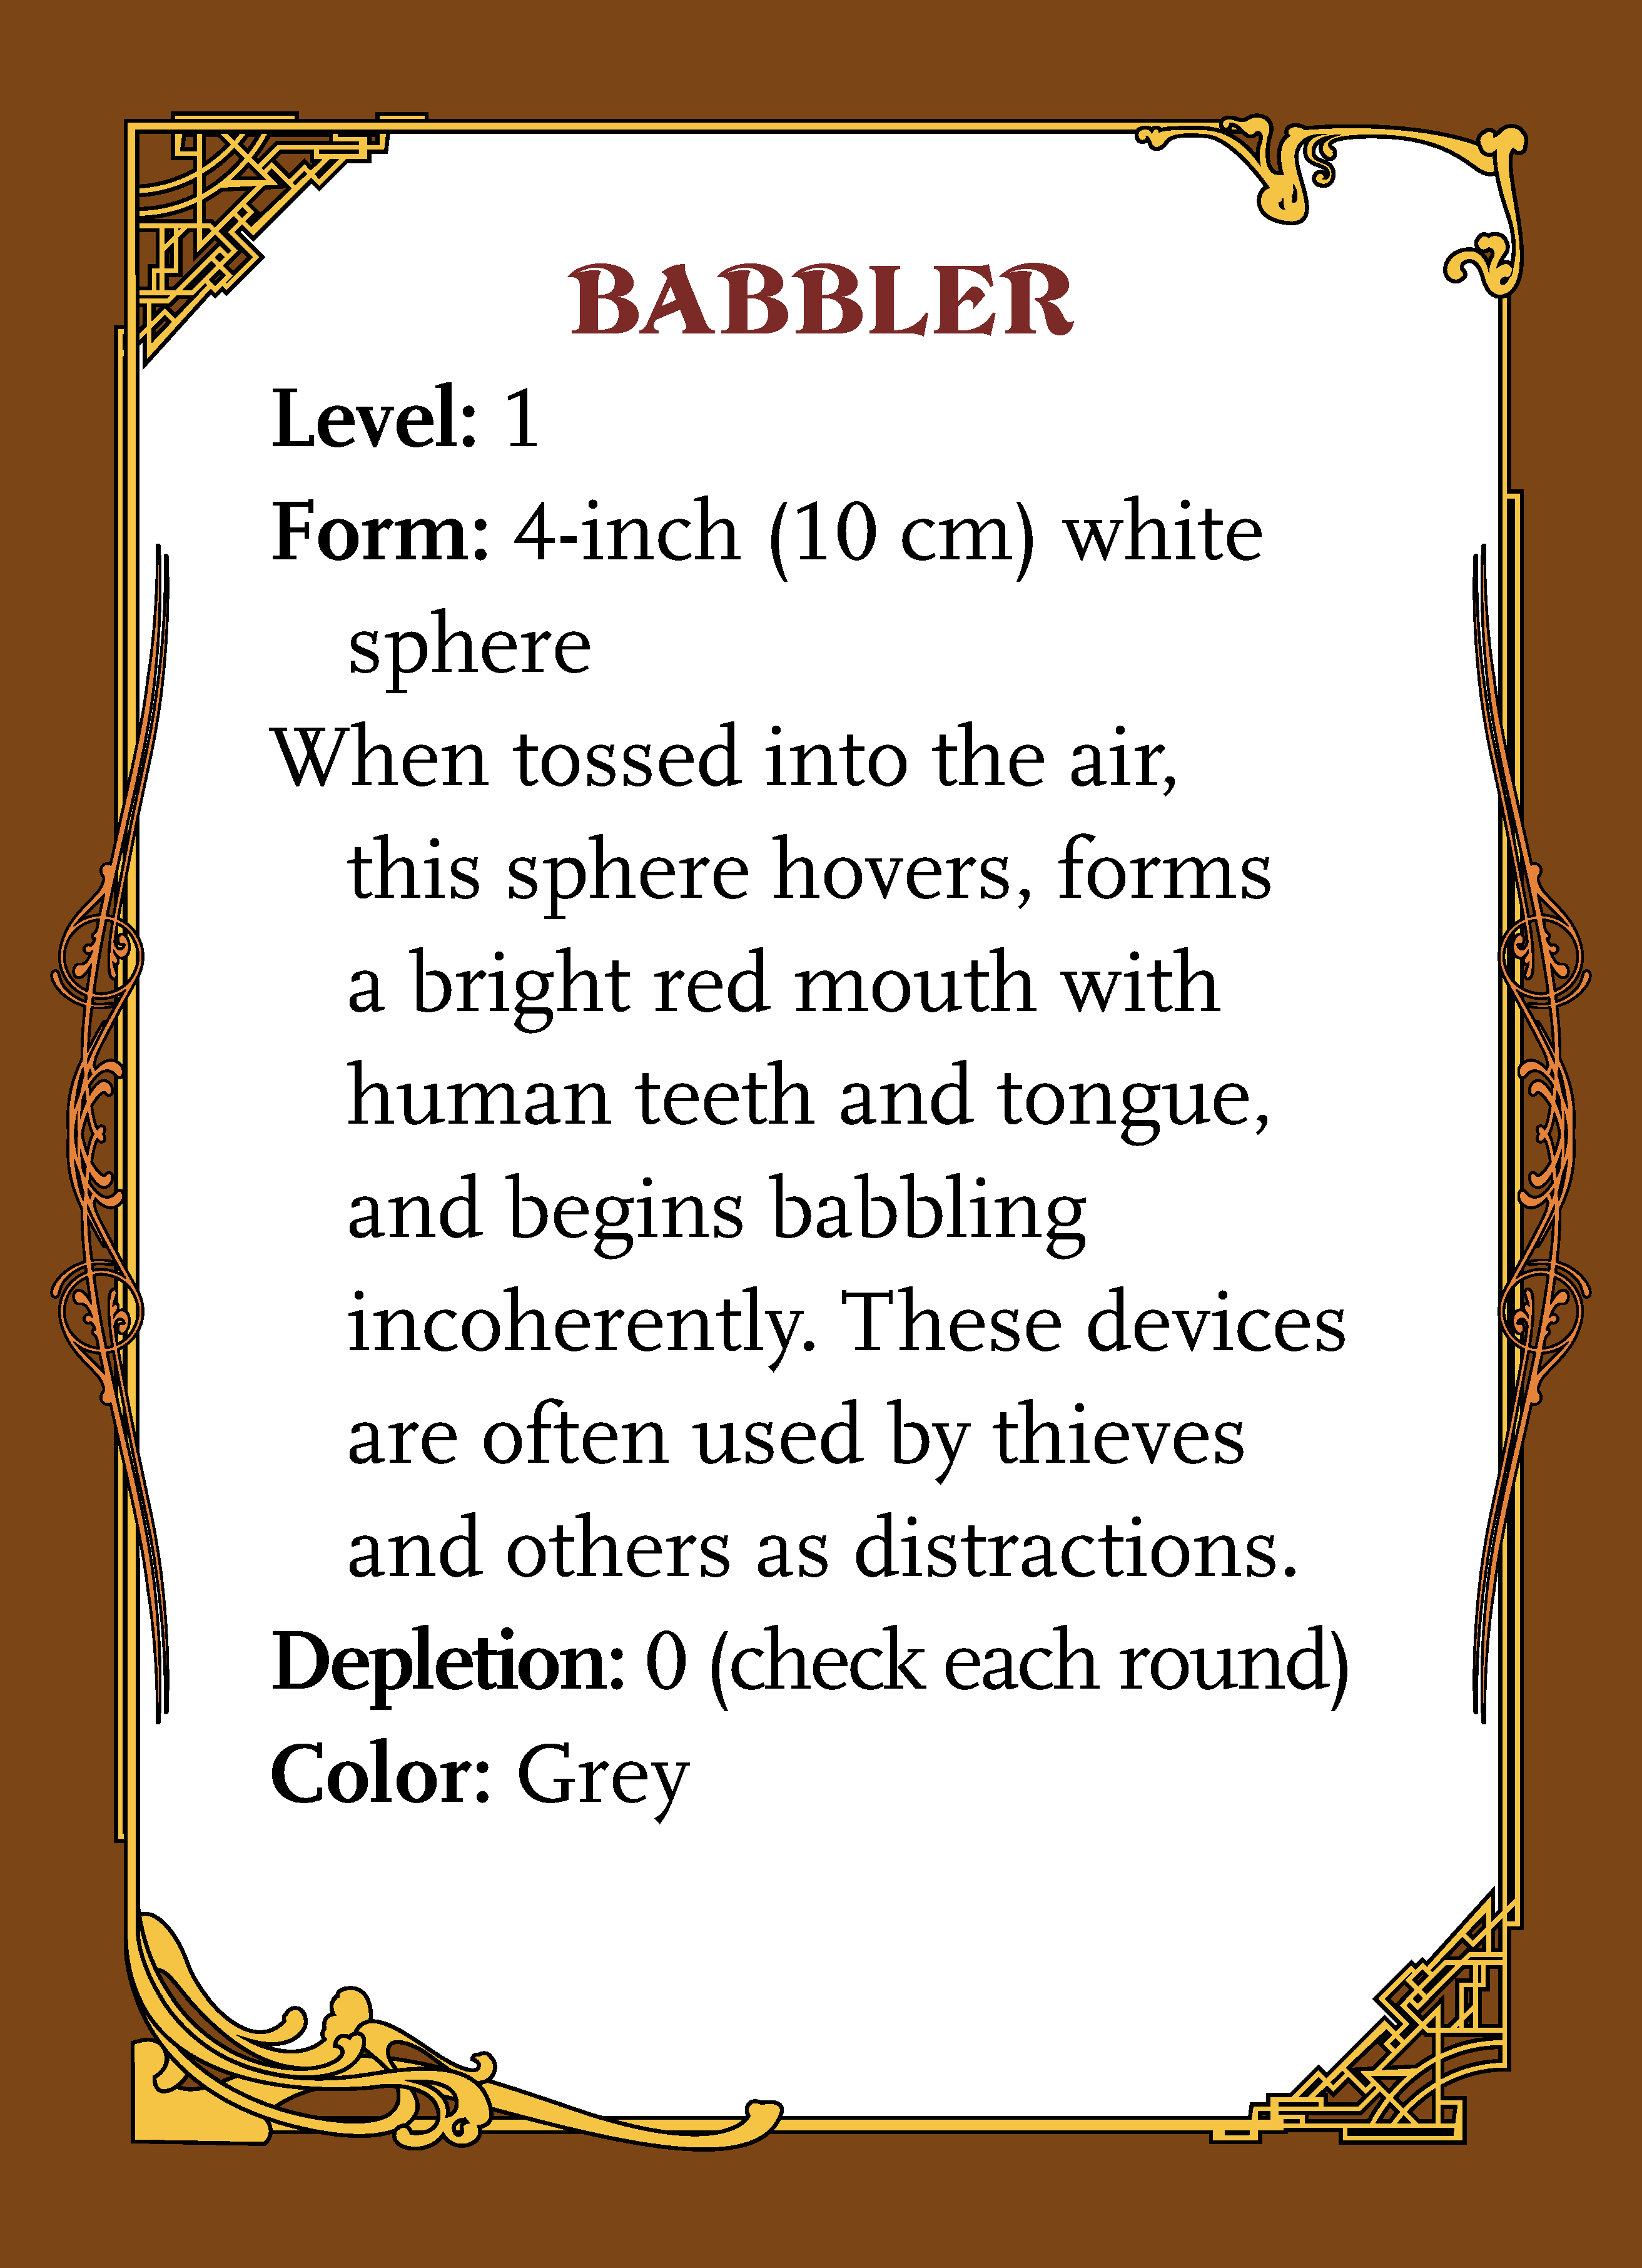 BABBLER
Level: 1
Form: 4-inch (10 cm) white
sphere
When tossed into the air,
this sphere hovers, forms
a bright red mouth with
human teeth and tongue,
and begins babbling
incoherently. These devices
are often used by thieves
and others as distractions.
Depletion: 0 (check each round)
Color: Grey